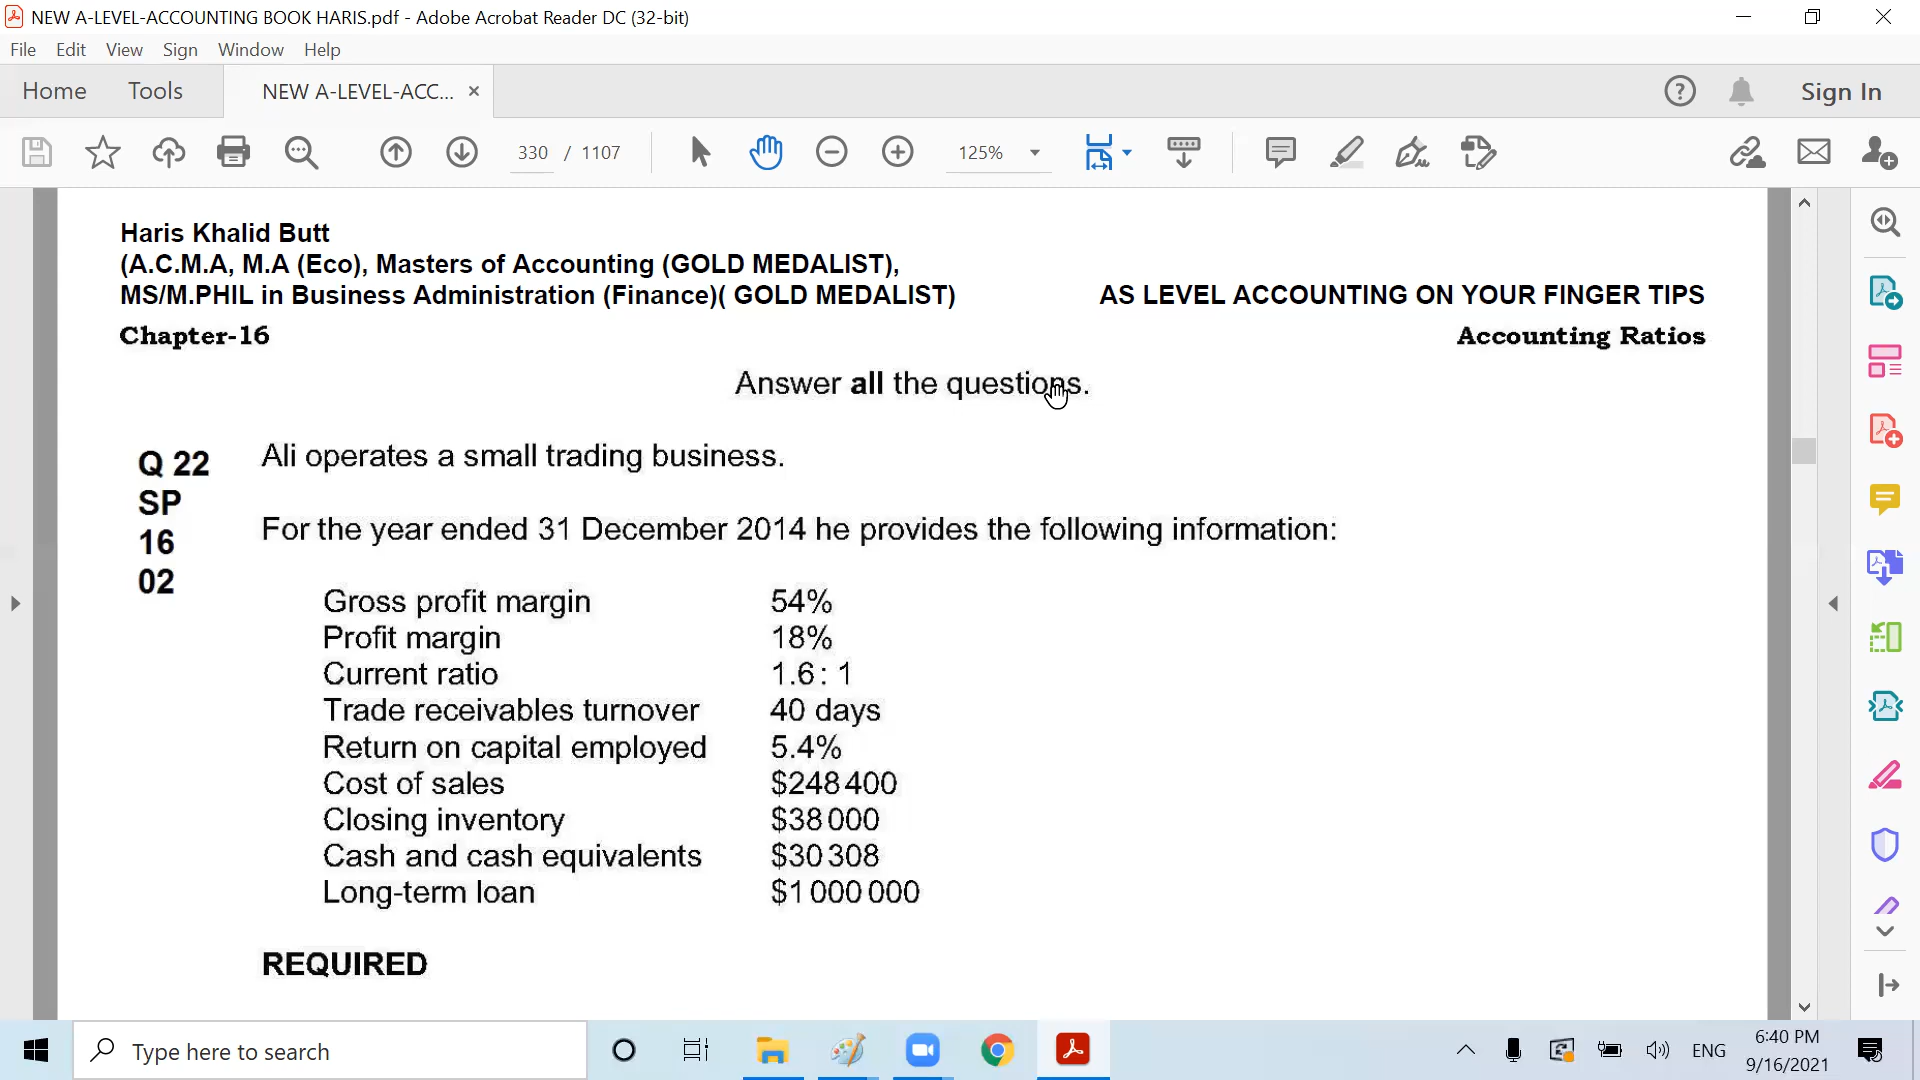 NEW A-LEVEL-ACCOUNTING BOOK HARIS.pdf - Adobe Acrobat Reader DC (32-bit)
File Edit View Sign Window Help
Home Tools NEW A-LEVEL-ACC... × Sign In
330 / 1107 125%
Haris Khalid Butt
(A.C.M.A, M.A (Eco), Masters of Accounting (GOLD MEDALIST),
MS/M.PHIL in Business Administration (Finance)( GOLD MEDALIST) AS LEVEL ACCOUNTING ON YOUR FINGER TIPS
Chapter-16 Accounting Ratios
Answer all the questions.
Q 22 Ali operates a small trading business.
SP
For the year ended 31 December 2014 he provides the following information:
16
02
Gross profit margin 54%
Profit margin 18%
Current ratio 1.6 : 1
Trade receivables turnover 40 days
Return on capital employed 5.4%
Cost of sales $248 400
Closing inventory $38 000
Cash and cash equivalents $30 308
Long-term loan $1 000 000
REQUIRED
Type here to search
ENG
6:40 PM
9/16/2021